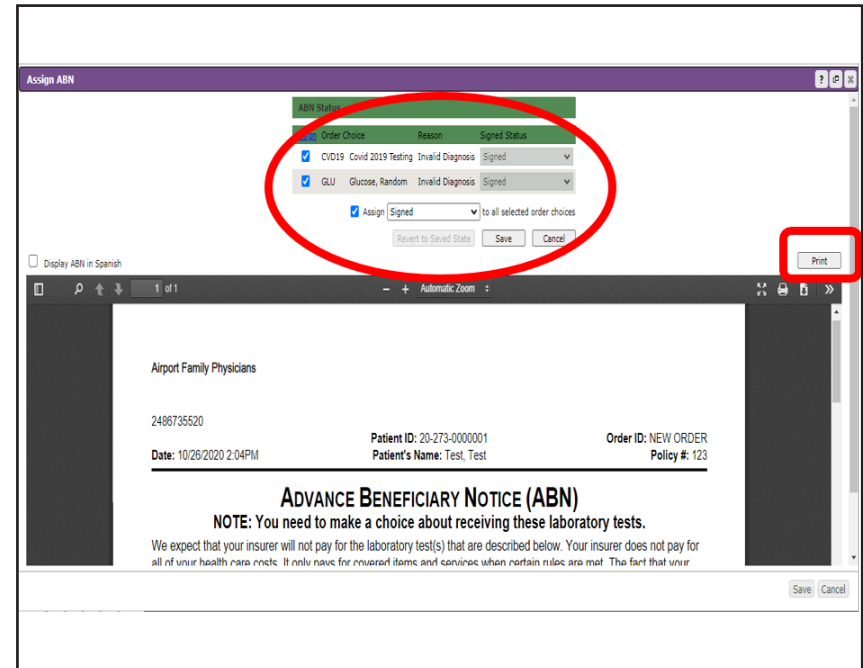 Assign ABN
?
x
ABN Status
Assign Order Choice Reason Signed Status
CVD19 Covid 2019 Testing Invalid Diagnosis Signed
GLU Glucose, Random Invalid Diagnosis Signed
Assign Signed to all selected order choices
Revert to Saved State Save Cancel
Display ABN in Spanish
Print
1 of 1 − + Automatic Zoom
Airport Family Physicians
2486735520
Patient ID: 20-273-0000001 Order ID: NEW ORDER
Date: 10/26/2020 2:04PM Patient's Name: Test, Test Policy #: 123
ADVANCE BENEFICIARY NOTICE (ABN)
NOTE: You need to make a choice about receiving these laboratory tests.
We expect that your insurer will not pay for the laboratory test(s) that are described below. Your insurer does not pay for
all of your health care costs. It only pays for covered items and services when certain rules are met. The fact that your
Save Cancel